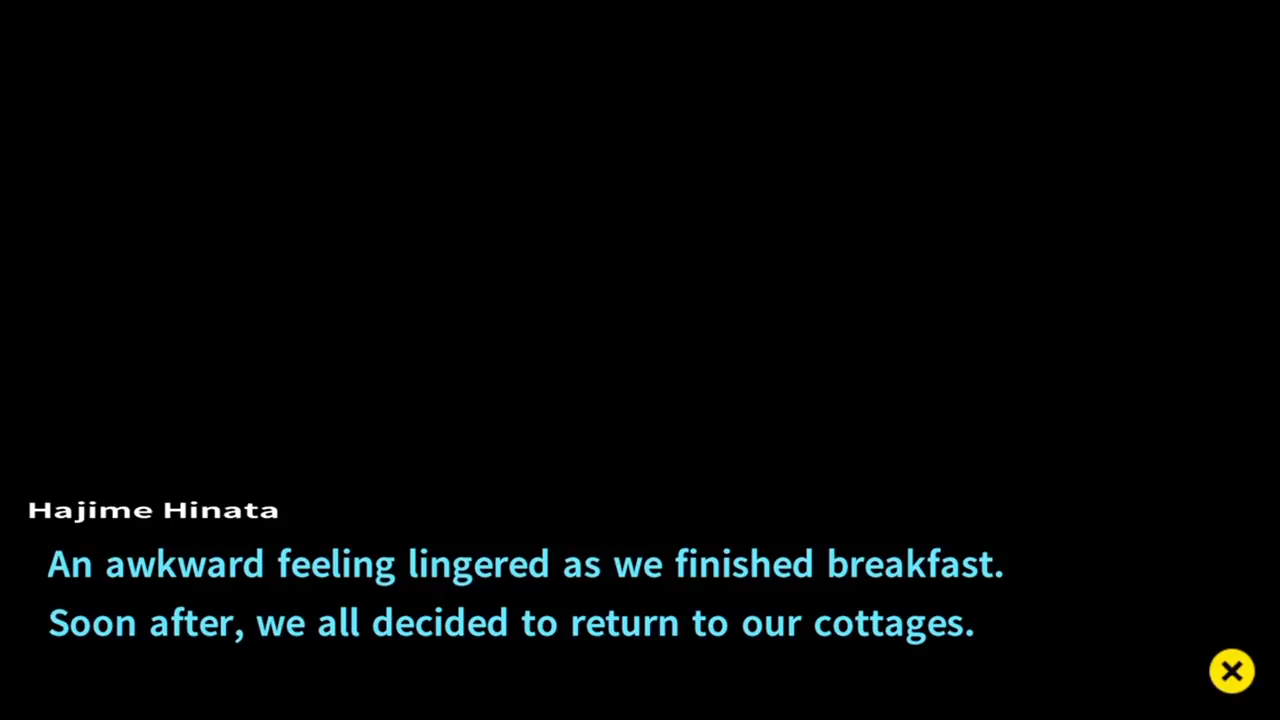 Hajime Hinata
An awkward feeling lingered as we finished breakfast.
Soon after, we all decided to return to our cottages.